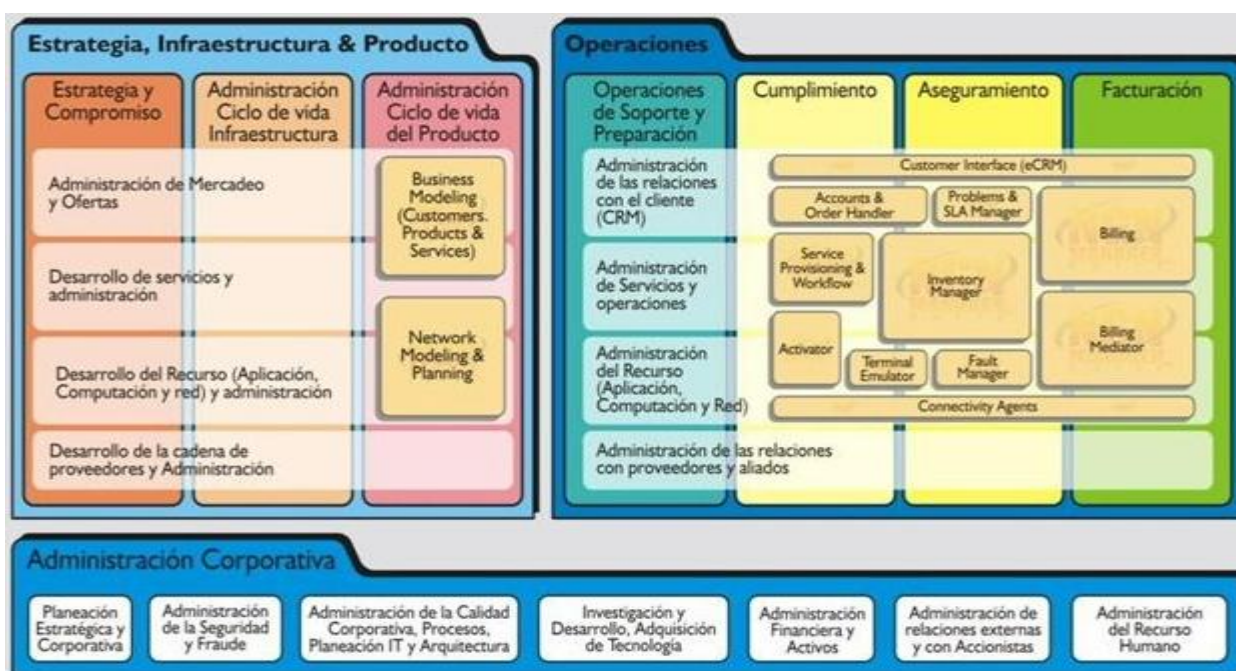 Estrategia, Infraestructura & Producto
Estrategia y
Compromiso
Administración
Ciclo de vida
Infraestructura
Administración
Ciclo de vida
del Producto
Administración de Mercadeo
y Ofertas
Business
Modeling
(Customers.
Products &
Services)
Desarrollo de servicios y
administración
Network
Modeling &
Planning
Desarrollo del Recurso (Aplicación,
Computación y red) y administración
Desarrollo de la cadena de
proveedores y Administración
Operaciones
Operaciones
de Soporte y
Preparación
Cumplimiento
Aseguramiento
Facturación
Administración
de las relaciones
con el cliente
(CRM)
Customer Interface (eCRM)
Accounts &
Order Handler
Problems &
SLA Manager
Billing
Administración
de Servicios y
operaciones
Service
Provisioning &
Workflow
Inventory
Manager
Billing
Mediator
Administración
del Recurso
(Aplicación,
Computación y Red)
Activator
Terminal
Emulator
Fault
Manager
Connectivity Agents
Administración de las relaciones
con proveedores y aliados
Administración Corporativa
Planeación
Estratégica y
Corporativa
Administración
de la Seguridad
y Fraude
Administración de la Calidad
Corporativa, Procesos,
Planeación IT y Arquitectura
Investigación y
Desarrollo, Adquisición
de Tecnología
Administración
Financiera y
Activos
Administración de
relaciones externas
y con Accionistas
Administración
del Recurso
Humano